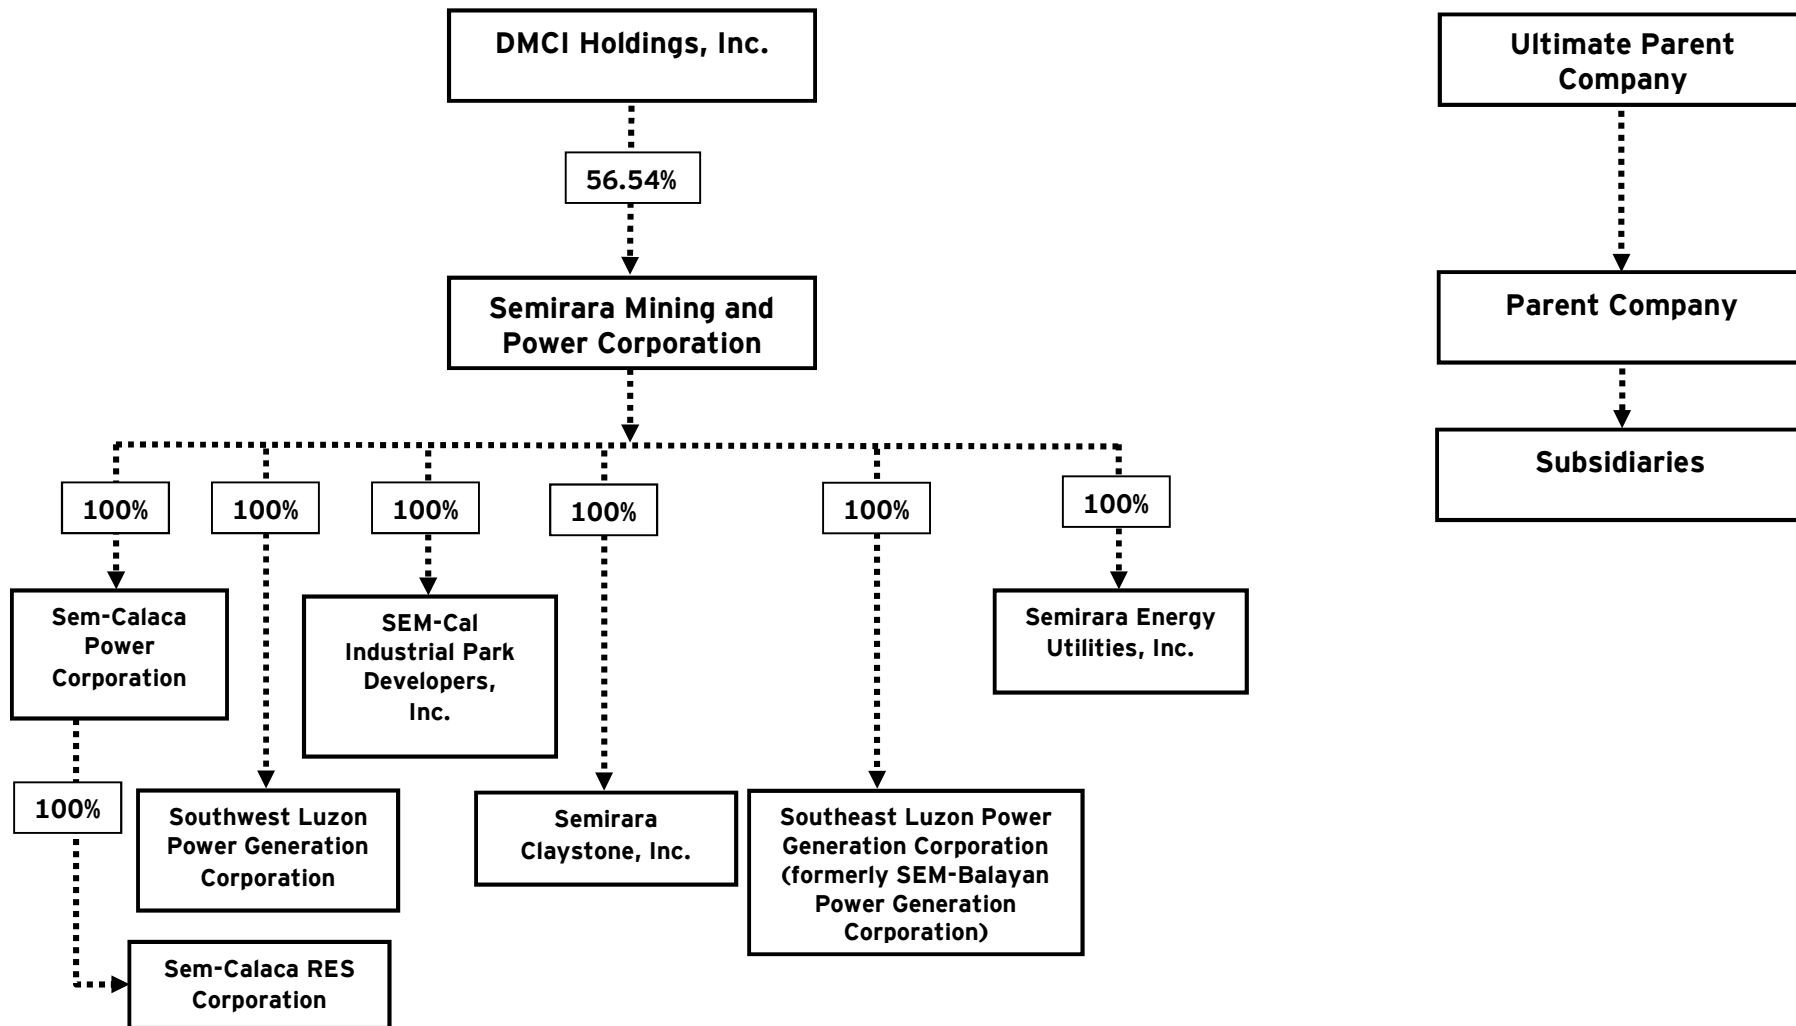 DMCI Holdings, Inc.
Ultimate Parent
Company
56.54%
Semirara Mining and
Power Corporation
Parent Company
Subsidiaries
100%
100%
100%
100%
100%
100%
Sem-Calaca
Power
Corporation
SEM-Cal
Industrial Park
Developers,
Inc.
Semirara Energy
Utilities, Inc.
100%
Southwest Luzon
Power Generation
Corporation
Semirara
Claystone, Inc.
Southeast Luzon Power
Generation Corporation
(formerly SEM-Balayan
Power Generation
Corporation)
Sem-Calaca RES
Corporation